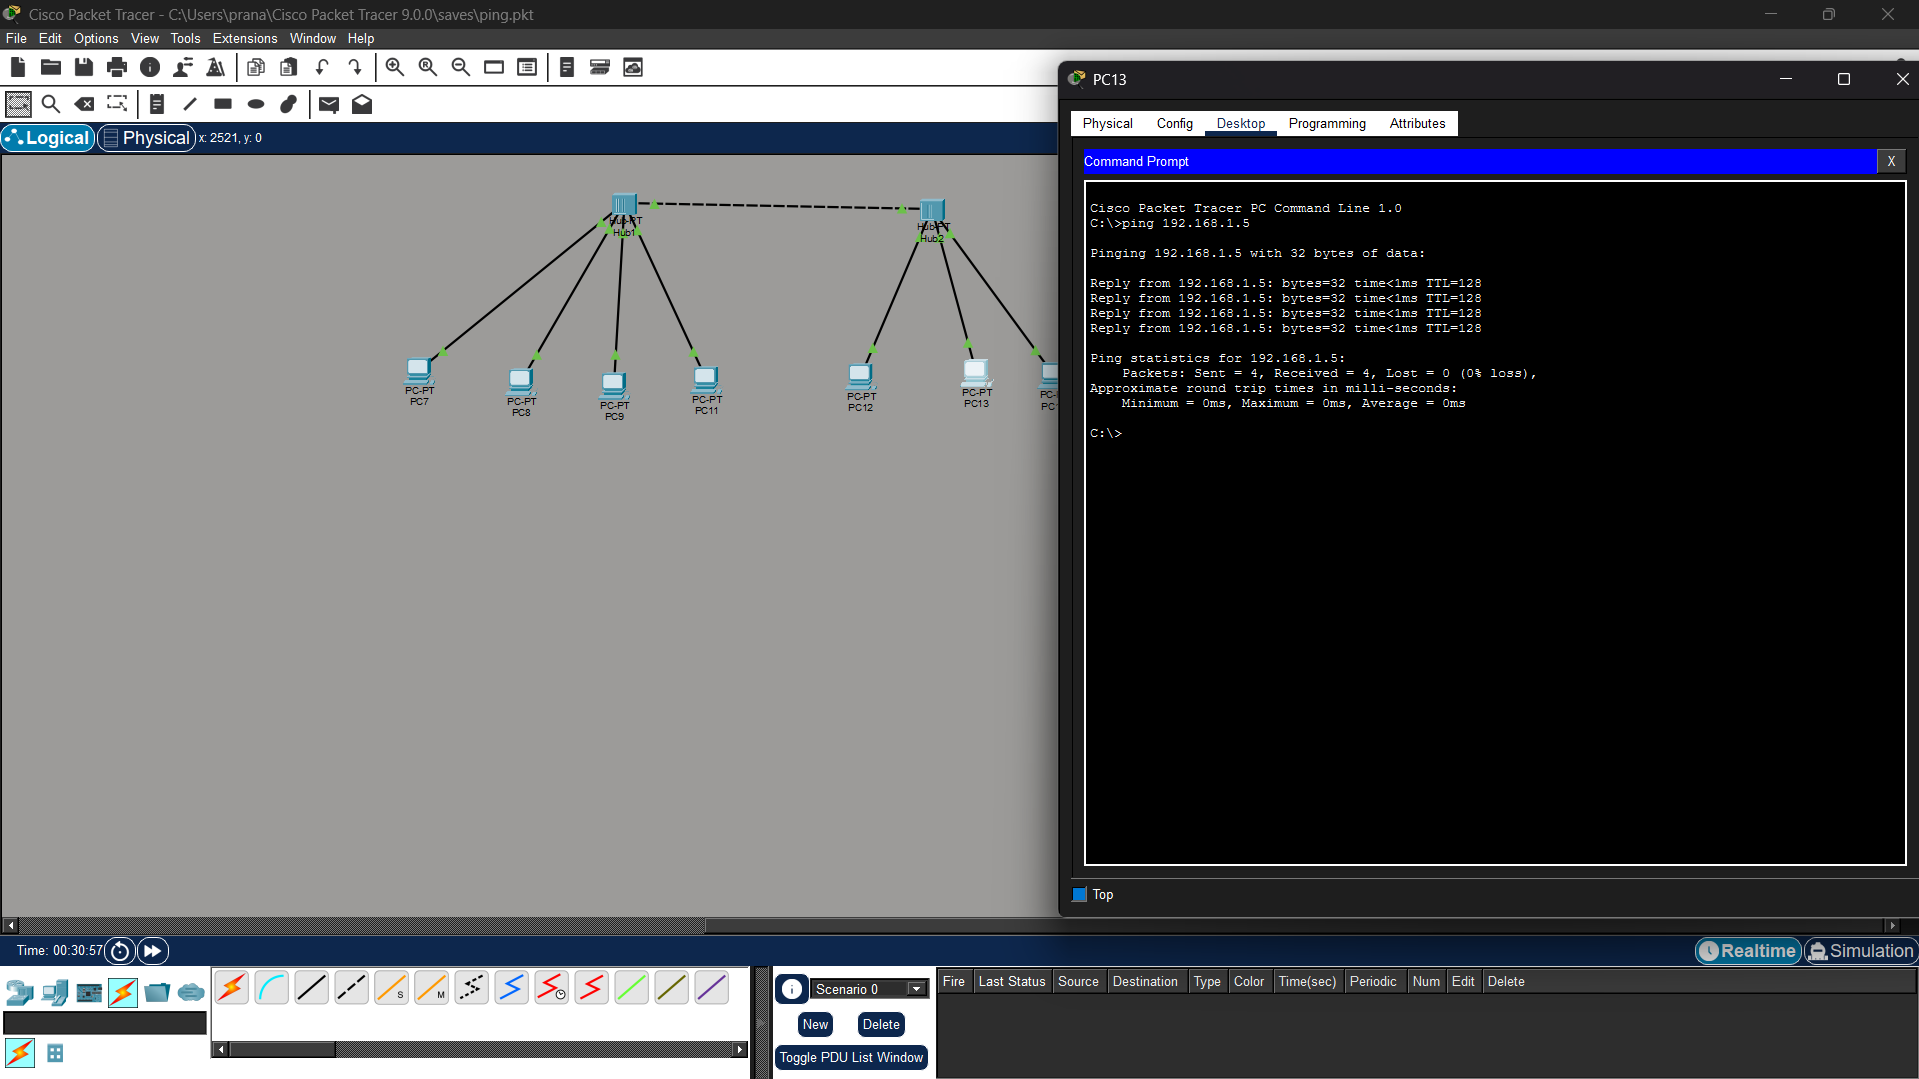 Cisco Packet Tracer - C:\Users\prana\Cisco Packet Tracer 9.0.0\saves\ping.pkt
File Edit Options View Tools Extensions Window Help
Logical Physical x: 2521, y: 0
Hub-PT
Hub1
Hub-PT
Hub2
PC-PT
PC7
PC-PT
PC8
PC-PT
PC9
PC-PT
PC11
PC-PT
PC12
PC-PT
PC13
PC13
Physical Config Desktop Programming Attributes
Command Prompt X
Cisco Packet Tracer PC Command Line 1.0
C:\>ping 192.168.1.5
Pinging 192.168.1.5 with 32 bytes of data:
Reply from 192.168.1.5: bytes=32 time<1ms TTL=128
Reply from 192.168.1.5: bytes=32 time<1ms TTL=128
Reply from 192.168.1.5: bytes=32 time<1ms TTL=128
Reply from 192.168.1.5: bytes=32 time<1ms TTL=128
Ping statistics for 192.168.1.5:
Packets: Sent = 4, Received = 4, Lost = 0 (0% loss),
Approximate round trip times in milli-seconds:
Minimum = 0ms, Maximum = 0ms, Average = 0ms
C:\>
Top
Time: 00:30:57
Realtime Simulation
S M
Scenario 0
New Delete
Toggle PDU List Window
Fire Last Status Source Destination Type Color Time(sec) Periodic Num Edit Delete